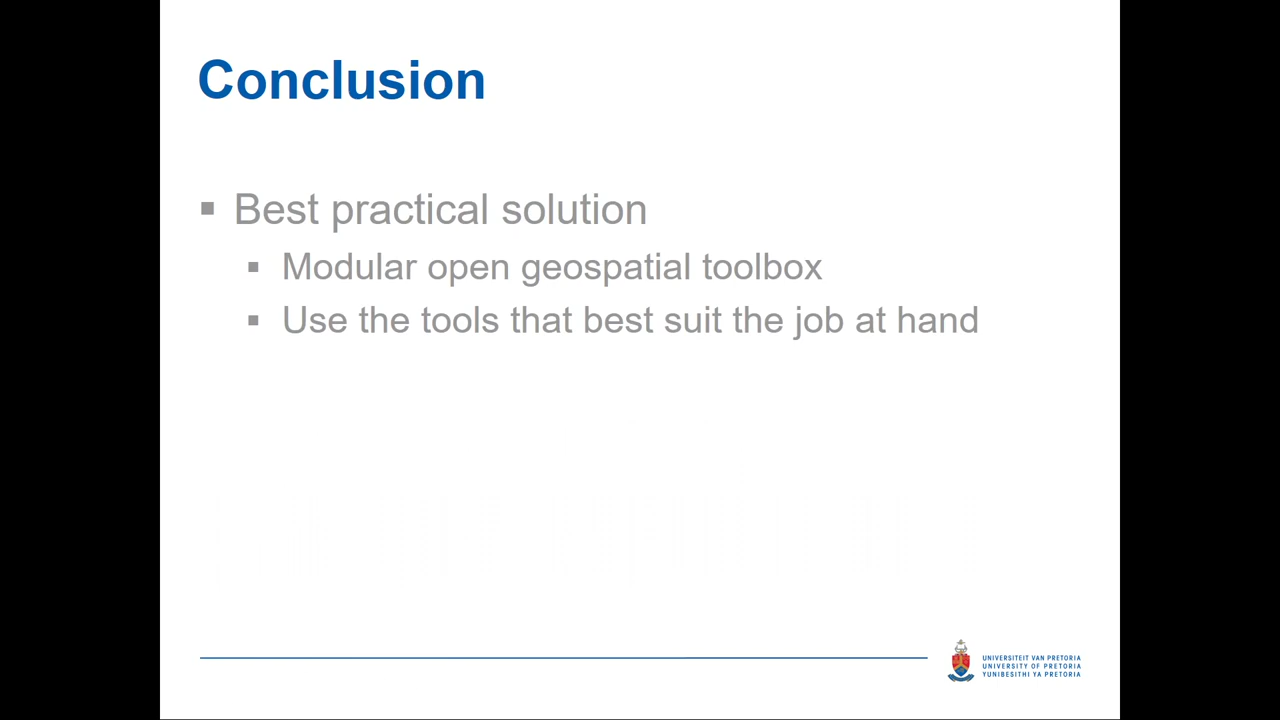 Conclusion
Best practical solution
Modular open geospatial toolbox
Use the tools that best suit the job at hand
UNIVERSITEIT VAN PRETORIA
UNIVERSITY OF PRETORIA
YUNIBESITHI YA PRETORIA